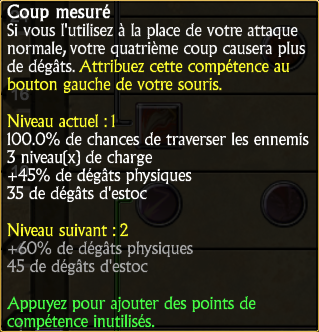 Coup mesuré
Si vous l'utilisez à la place de votre attaque
normale, votre quatrième coup causera plus
de dégâts. Attribuez cette compétence au
bouton gauche de votre souris.
Niveau actuel : 1
100.0% de chances de traverser les ennemis
3 niveau(x) de charge
+45% de dégâts physiques
35 de dégâts d'estoc
Niveau suivant : 2
+60% de dégâts physiques
45 de dégâts d'estoc
Appuyez pour ajouter des points de
compétence inutilisés.